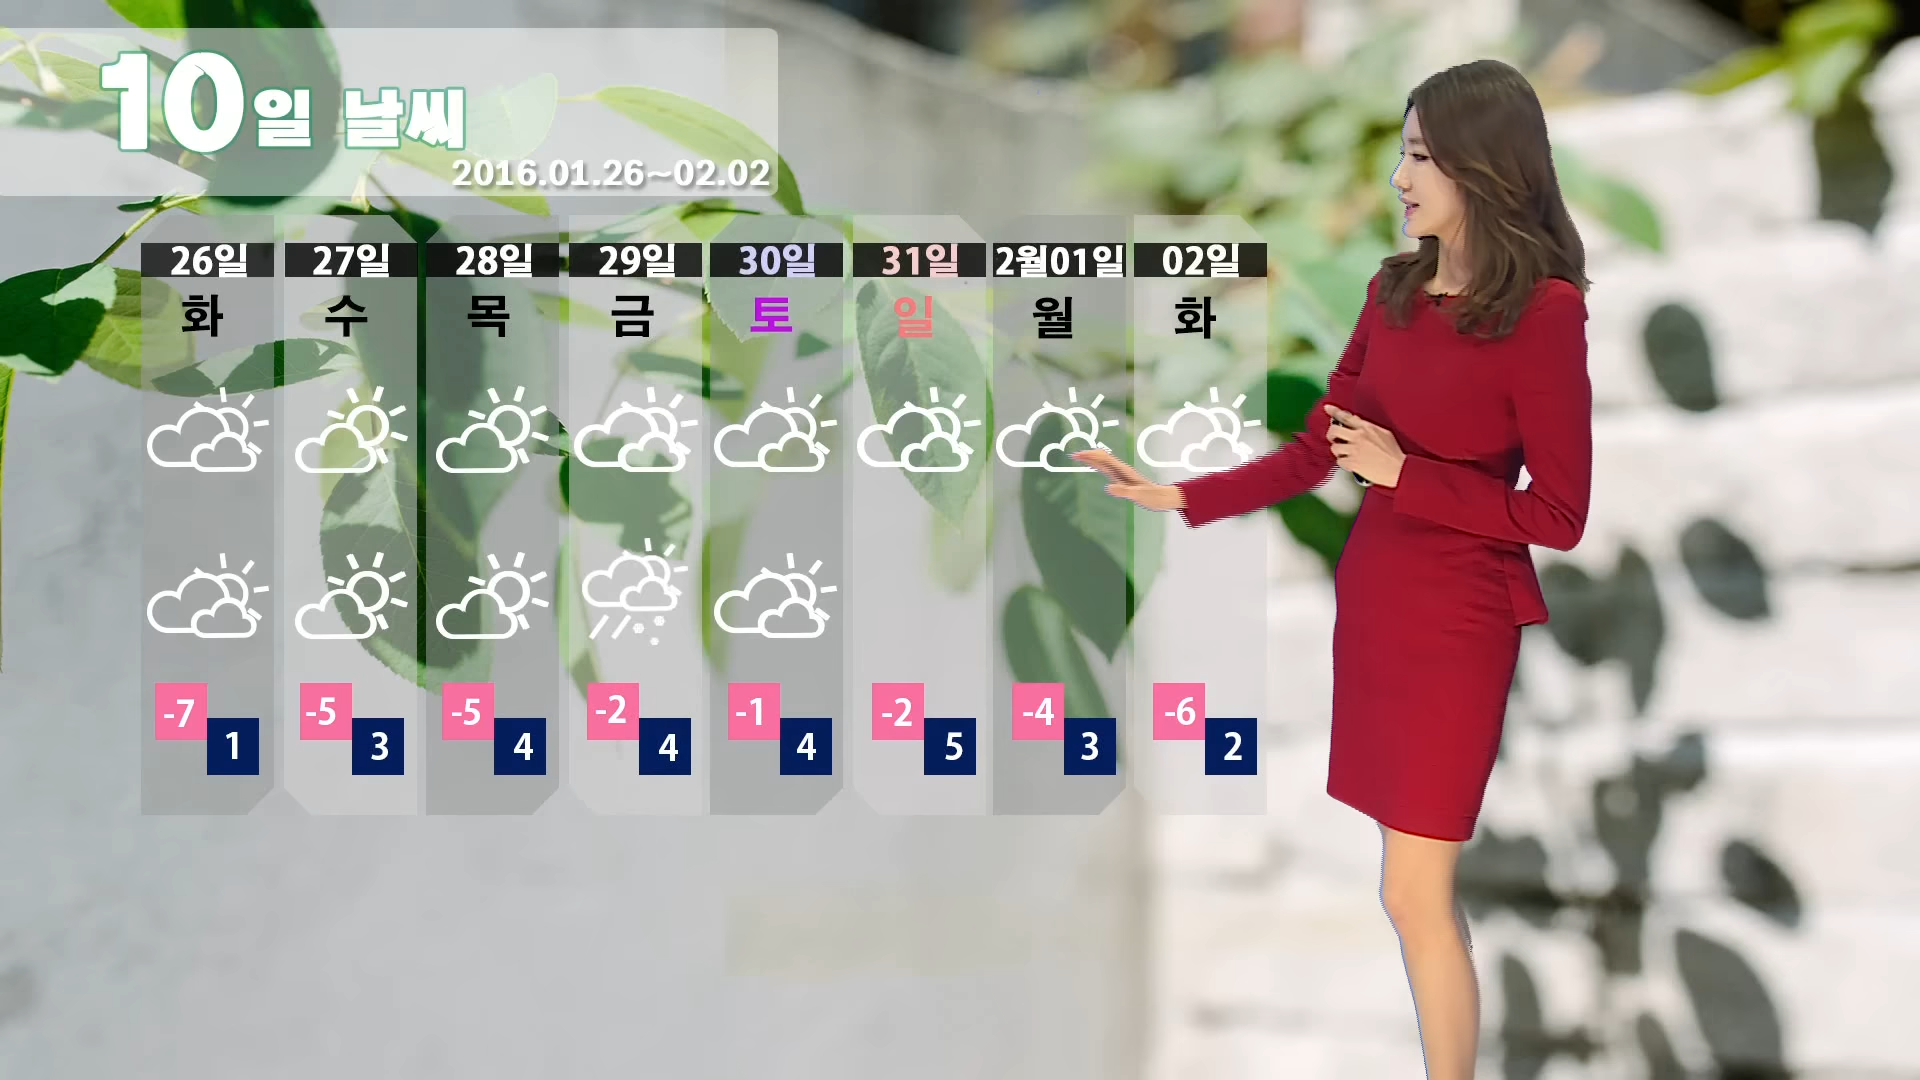 10일 날씨
2016.01.26~02.02
26일 27일 28일 29일 30일 31일 2월01일 02일
화 수 목 금 토 일 월 화
-7 -5 -5 -2 -1 -2 -4 -6
1 3 4 4 4 5 3 2